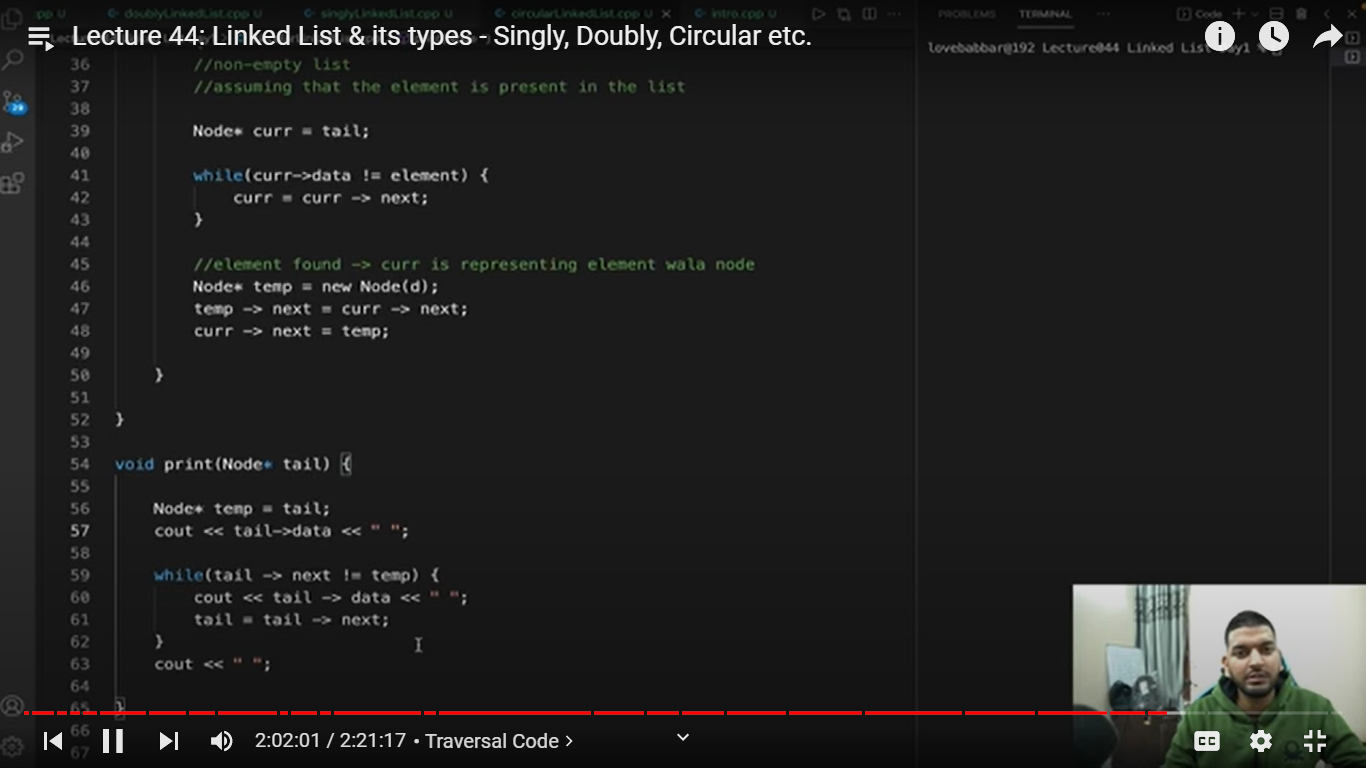 doublyLinkedList.cpp U singlyLinkedList.cpp U circularLinkedList.cpp U intro.cpp U PROBLEMS TERMINAL ··· Code
Lecture 44: Linked List & its types - Singly, Doubly, Circular etc.
lovebabbar@192 Lecture044 Linked List
36 //non-empty list
37 //assuming that the element is present in the list
38
39 Node* curr = tail;
40
41 while(curr->data != element) {
42 curr = curr -> next;
43 }
44
45 //element found -> curr is representing element wala node
46 Node* temp = new Node(d);
47 temp -> next = curr -> next;
48 curr -> next = temp;
49
50 }
51
52 }
53
54 void print(Node* tail) {
55
56 Node* temp = tail;
57 cout << tail->data << " ";
58
59 while(tail -> next != temp) {
60 cout << tail -> data << " ";
61 tail = tail -> next;
62 }
63 cout << " ";
64
65 }
66
2:02:01 / 2:21:17 • Traversal Code >
CC
67